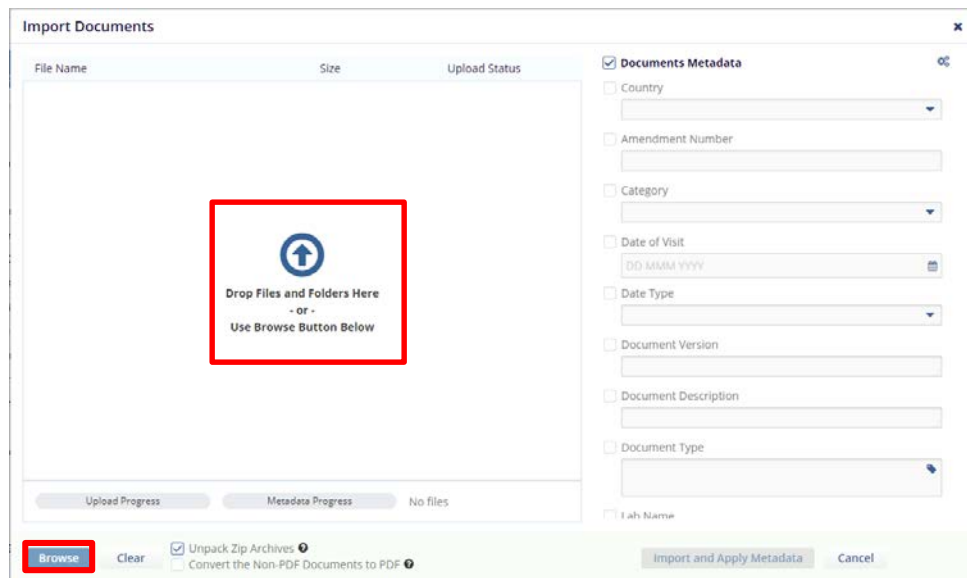 Import Documents
File Name Size Upload Status
Drop Files and Folders Here
- or -
Use Browse Button Below
Upload Progress Metadata Progress No files
Documents Metadata
Country
Amendment Number
Category
Date of Visit
DD MMM YYYY
Date Type
Document Version
Document Description
Document Type
Lab Name
Browse Clear
Unpack Zip Archives
Convert the Non-PDF Documents to PDF
Import and Apply Metadata Cancel